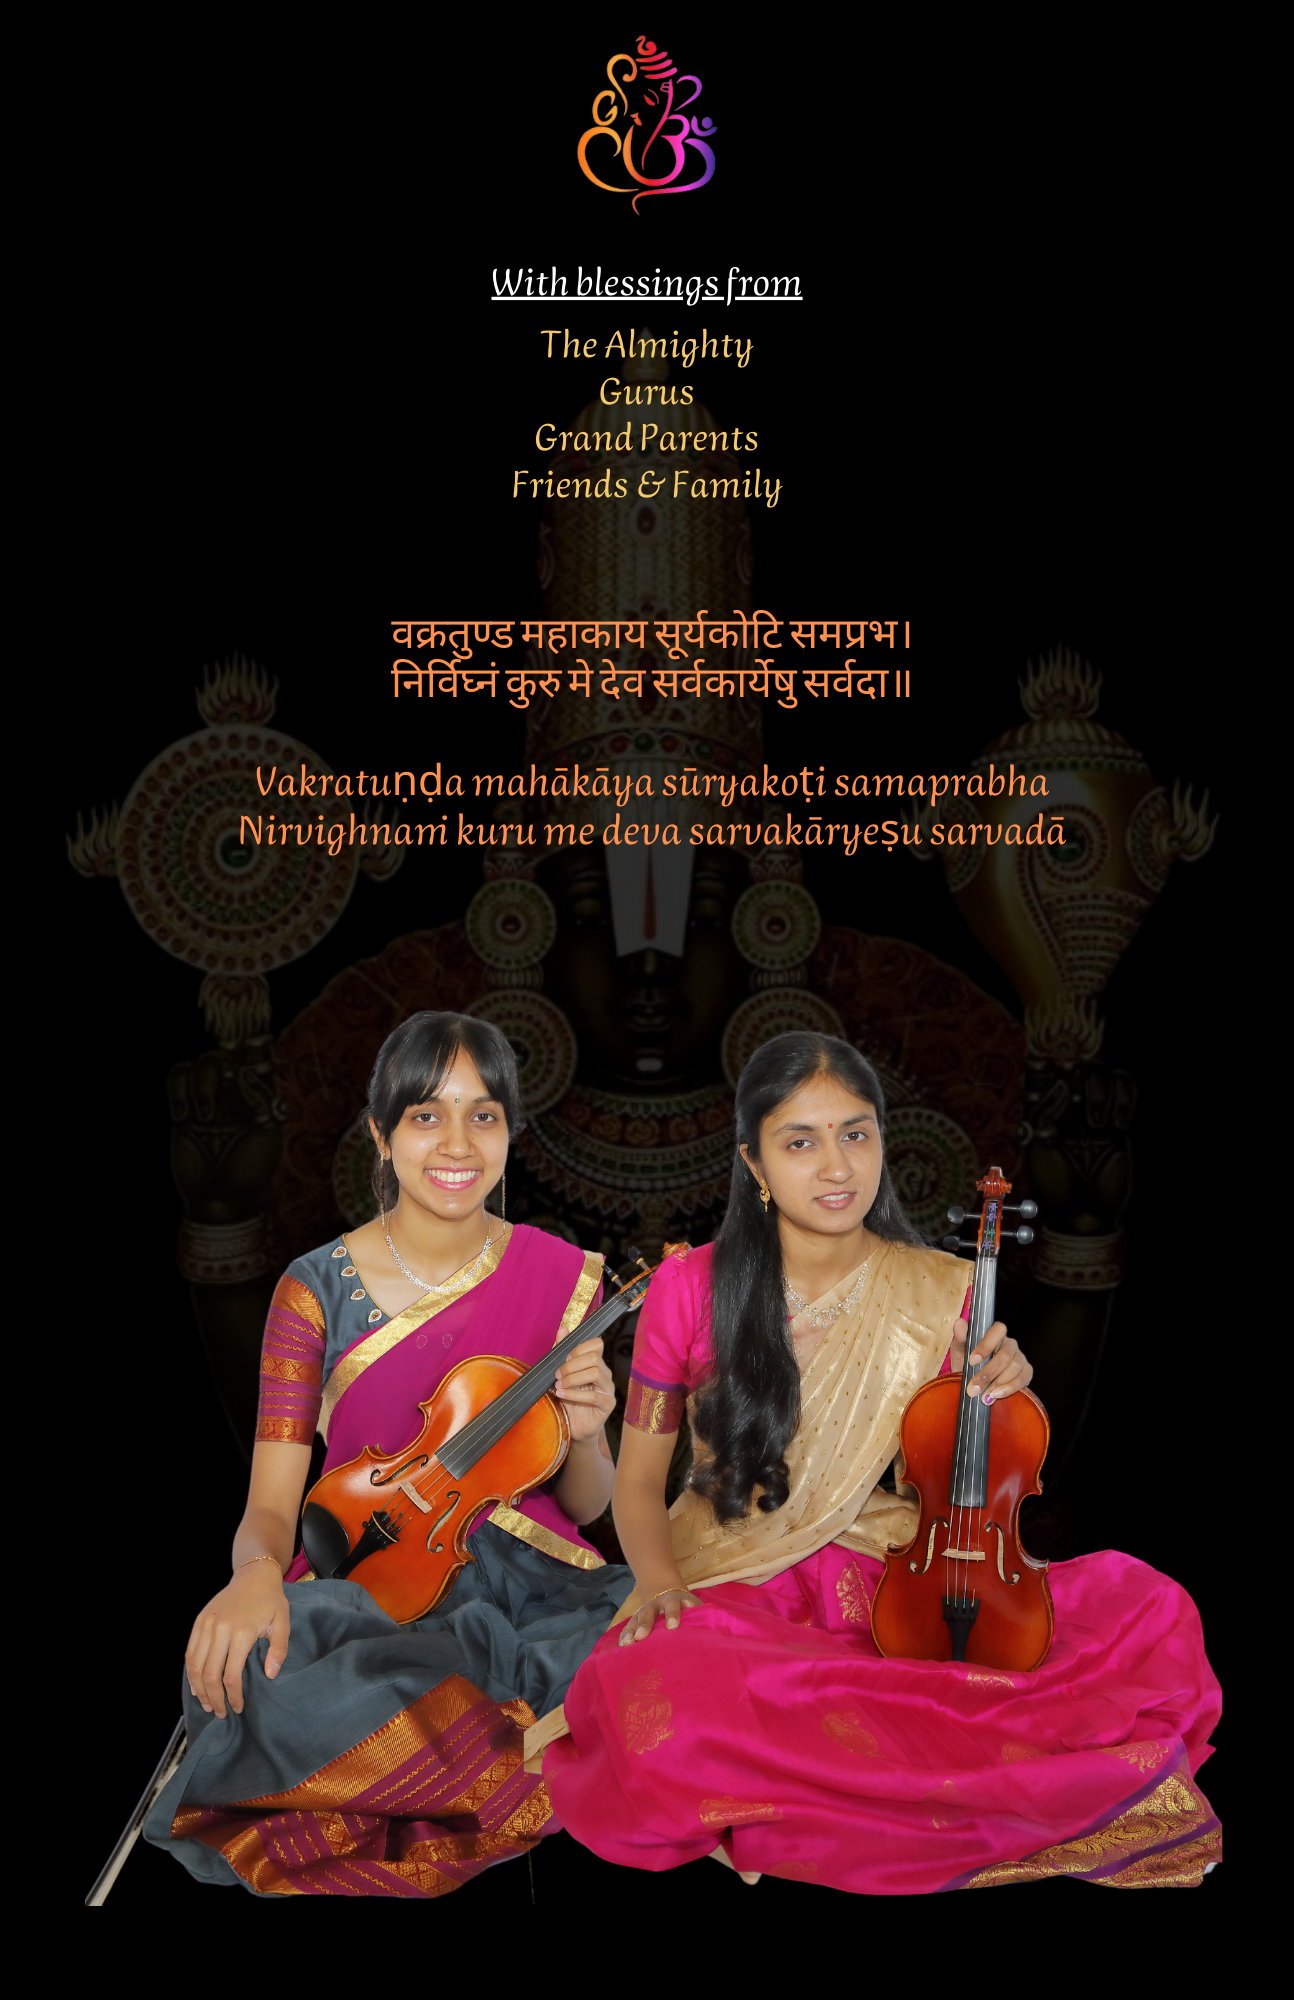 With blessings from
The Almighty
Gurus
Grand Parents
Friends & Family
वक्रतुण्ड महाकाय सूर्यकोटि समप्रभ।
निर्विघ्नं कुरु मे देव सर्वकार्येषु सर्वदा॥
Vakratuṇḍa mahākāya sūryakoṭi samaprabha
Nirvighnaṁ kuru me deva sarvakāryeṣu sarvadā